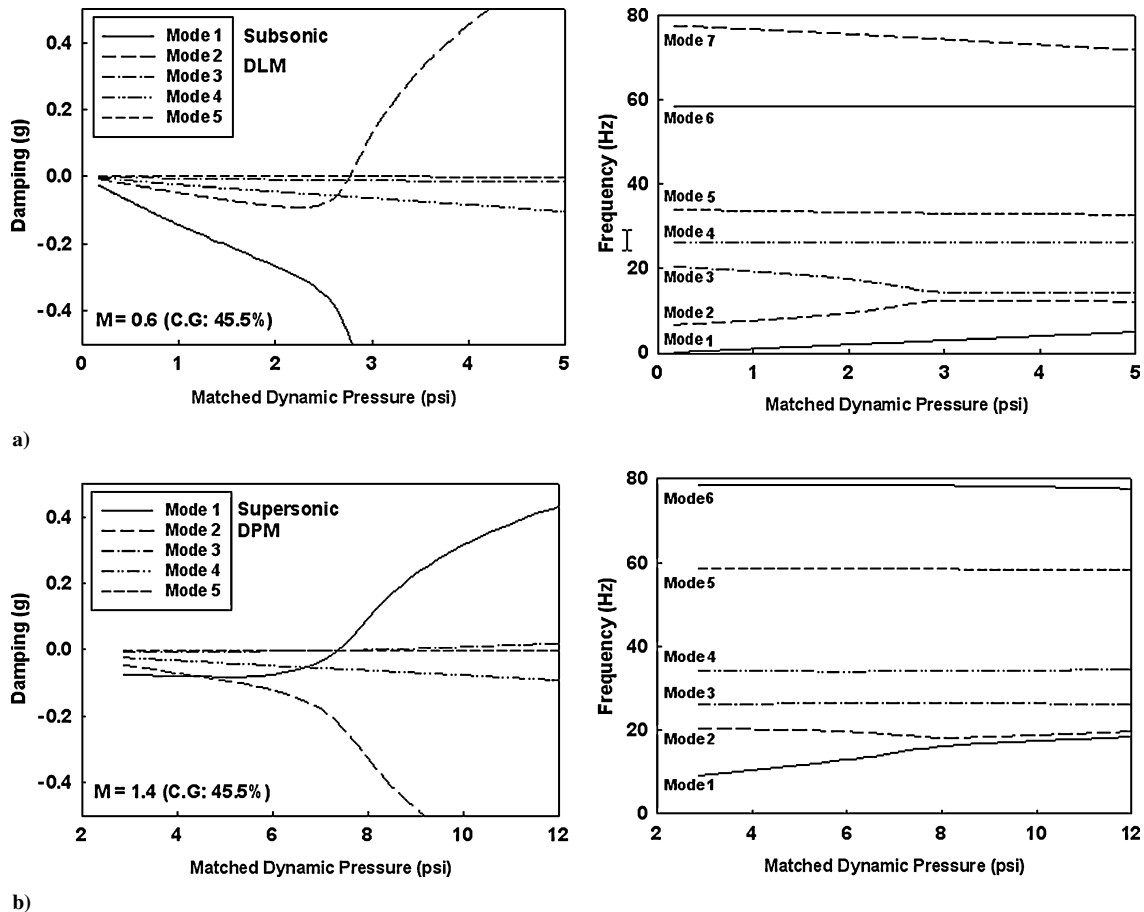 0.4
0.2
0.0
-0.2
-0.4
Damping (g)
Mode 1
Mode 2
Mode 3
Mode 4
Mode 5
Subsonic
DLM
M = 0.6 (C.G: 45.5%)
0 1 2 3 4 5
Matched Dynamic Pressure (psi)
80
60
40
20
0
Frequency (Hz)
Mode 7
Mode 6
Mode 5
Mode 4
Mode 3
Mode 2
Mode 1
0 1 2 3 4 5
Matched Dynamic Pressure (psi)
a)
0.4
0.2
0.0
-0.2
-0.4
Damping (g)
Mode 1
Mode 2
Mode 3
Mode 4
Mode 5
Supersonic
DPM
M = 1.4 (C.G: 45.5%)
2 4 6 8 10 12
Matched Dynamic Pressure (psi)
80
60
40
20
0
Frequency (Hz)
Mode6
Mode5
Mode4
Mode3
Mode2
Mode1
2 4 6 8 10 12
Matched Dynamic Pressure (psi)
b)